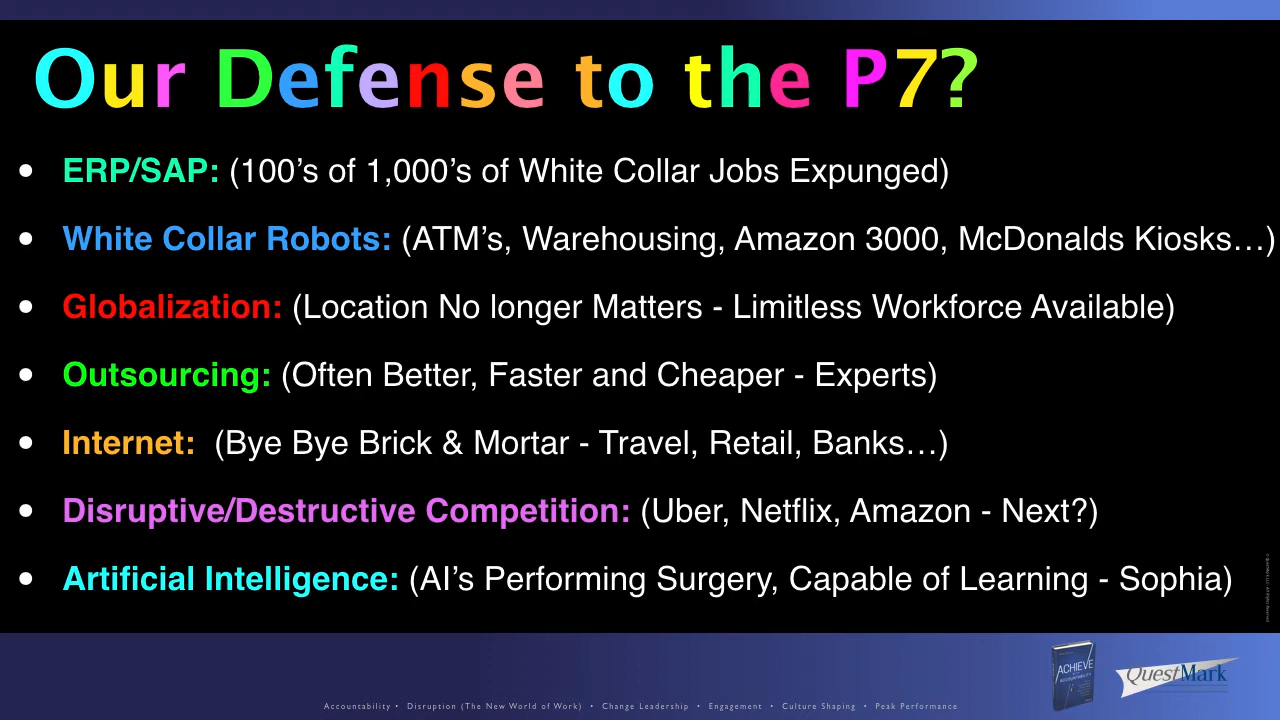 Our Defense to the P7?
• ERP/SAP: (100’s of 1,000’s of White Collar Jobs Expunged)
• White Collar Robots: (ATM’s, Warehousing, Amazon 3000, McDonalds Kiosks…)
• Globalization: (Location No longer Matters - Limitless Workforce Available)
• Outsourcing: (Often Better, Faster and Cheaper - Experts)
• Internet:  (Bye Bye Brick & Mortar - Travel, Retail, Banks…)
• Disruptive/Destructive Competition: (Uber, Netflix, Amazon - Next?)
• Artificial Intelligence: (AI’s Performing Surgery, Capable of Learning - Sophia)
ACHIEVE
ACCOUNTABILITY
QuestMark
Accountability • Disruption (The New World of Work) • Change Leadership • Engagement • Culture Shaping • Peak Performance